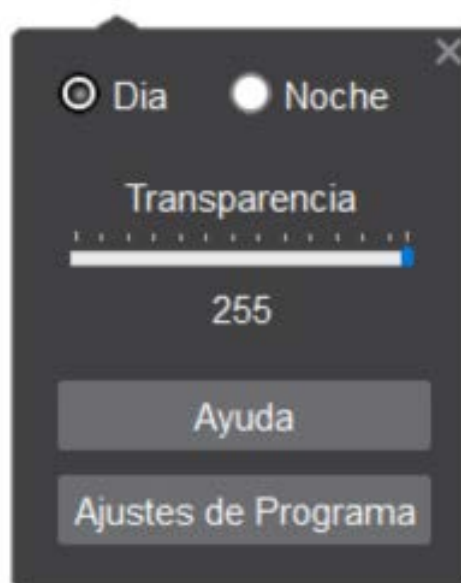 Dia Noche
Transparencia
255
Ayuda
Ajustes de Programa